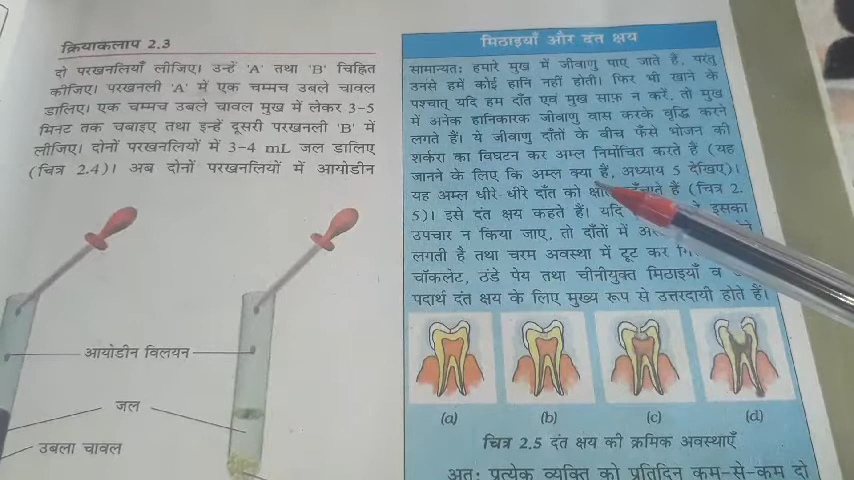 क्रियाकलाप 2.3
दो परखनलियाँ लीजिए। उन्हें 'A' तथा 'B' चिह्नित
कीजिए। परखनली 'A' में एक चम्मच उबले चावल
डालिए। एक चम्मच उबले चावल मुख में लेकर 3-5
मिनट तक चबाइए तथा इन्हें दूसरी परखनली 'B' में
लीजिए। दोनों परखनलियों में 3-4 mL जल डालिए
(चित्र 2.4)। अब दोनों परखनलियों में आयोडीन
आयोडीन विलयन
जल
उबला चावल
मिठाइयाँ और दंत क्षय
सामान्यतः हमारे मुख में जीवाणु पाए जाते हैं, परंतु
उनसे हमें कोई हानि नहीं होती। फिर भी खाने के
पश्चात् यदि हम दाँत एवं मुख साफ़ न करें, तो मुख
में अनेक हानिकारक जीवाणु वास करके वृद्धि करने
लगते हैं। ये जीवाणु दाँतों के बीच फँसे भोजन की
शर्करा का विघटन कर अम्ल निर्मोचित करते हैं (यह
जानने के लिए कि अम्ल क्या है, अध्याय 5 देखिए)।
यह अम्ल धीरे-धीरे दाँत को हैं (चित्र 2.
5)। इसे दंत क्षय कहते हैं। यदि इसका
उपचार न किया जाए, तो दाँतों में
लगती है तथा चरम अवस्था में टूट कर
चॉकलेट, ठंडे पेय तथा चीनीयुक्त मिठाइयाँ व
पदार्थ दंत क्षय के लिए मुख्य रूप से उत्तरदायी होते हैं।
(a) (b) (c) (d)
चित्र 2.5 दंत क्षय की क्रमिक अवस्थाएँ
अतः प्रत्येक व्यक्ति को प्रतिदिन कम-से-कम दो